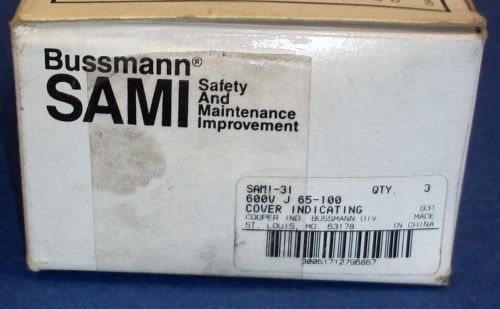 Bussmann®
SAMI Safety
And
Maintenance
Improvement
SAMI-3I QTY. 3
600V J 65-100
COVER INDICATING B31
COOPER IND. BUSSMANN DIV. MADE
ST. LOUIS, MO. 63178 IN CHINA